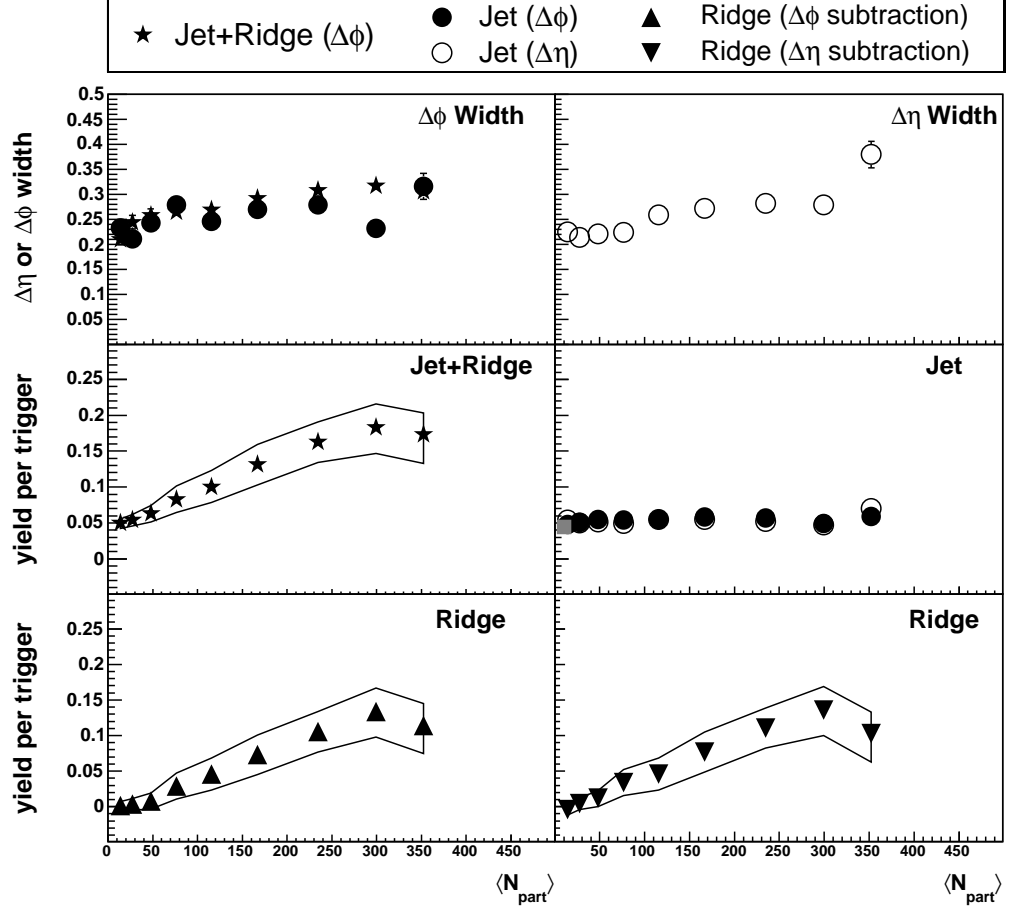 Jet+Ridge (Δϕ)
Jet (Δϕ)
Jet (Δη)
Ridge (Δϕ subtraction)
Ridge (Δη subtraction)
Δη or Δϕ width
0.5
0.45
0.4
0.35
0.3
0.25
0.2
0.15
0.1
0.05
Δϕ Width
Δη Width
yield per trigger
0.25
0.2
0.15
0.1
0.05
0
Jet+Ridge
Jet
yield per trigger
0.25
0.2
0.15
0.1
0.05
0
Ridge
Ridge
0 50 100 150 200 250 300 350 400 450
50 100 150 200 250 300 350 400 450
⟨N_part⟩
⟨N_part⟩